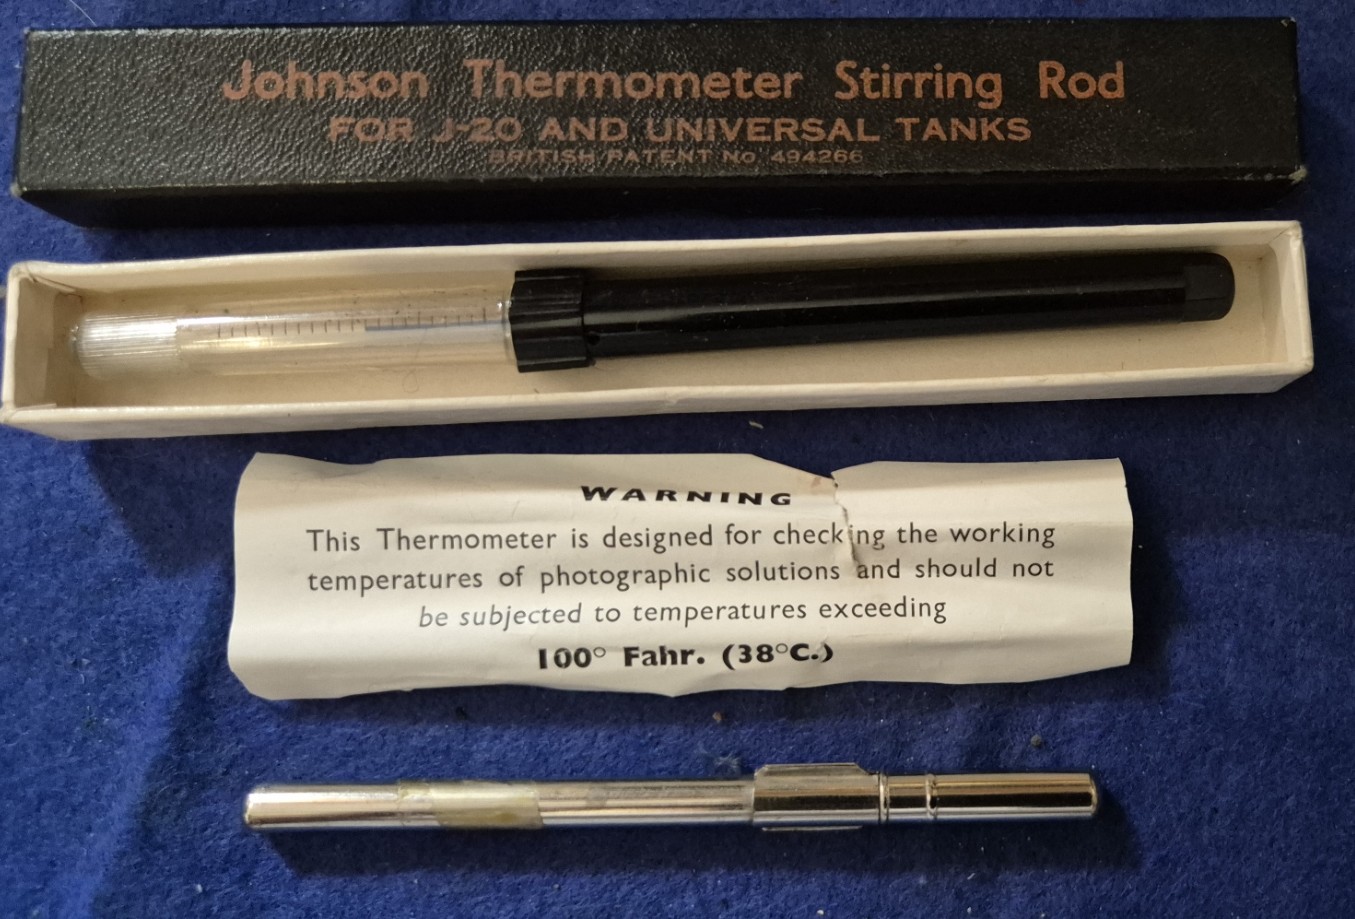 Johnson Thermometer Stirring Rod
FOR J-20 AND UNIVERSAL TANKS
BRITISH PATENT No 494266
WARNING
This Thermometer is designed for checking the working
temperatures of photographic solutions and should not
be subjected to temperatures exceeding
100° Fahr. (38°C.)